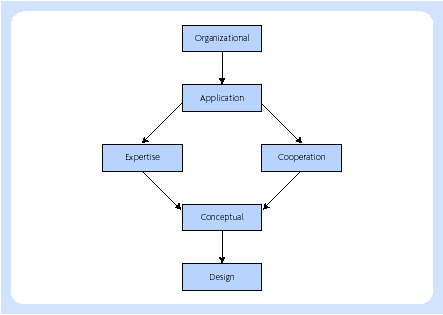 Organizational
Application
Expertise
Cooperation
Conceptual
Design